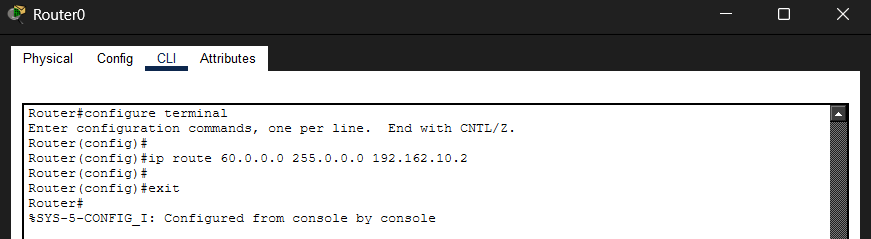 Router0
Physical Config CLI Attributes
Router#configure terminal
Enter configuration commands, one per line.  End with CNTL/Z.
Router(config)#
Router(config)#ip route 60.0.0.0 255.0.0.0 192.162.10.2
Router(config)#
Router(config)#exit
Router#
%SYS-5-CONFIG_I: Configured from console by console